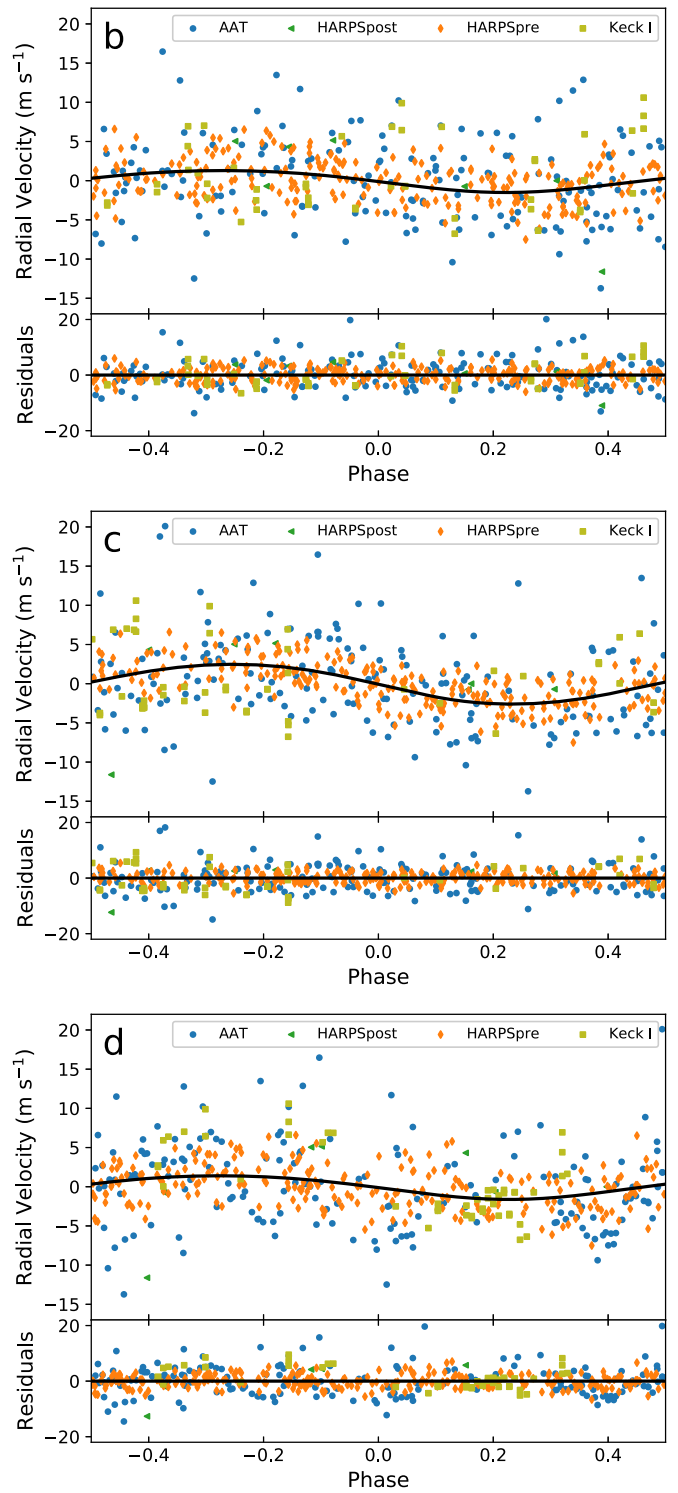 b
AAT HARPSpost HARPSpre Keck I
20
15
10
5
0
−5
−10
−15
Radial Velocity (m s⁻¹)
20
0
−20
Residuals
−0.4 −0.2 0.0 0.2 0.4
Phase
c
AAT HARPSpost HARPSpre Keck I
20
15
10
5
0
−5
−10
−15
Radial Velocity (m s⁻¹)
20
0
−20
Residuals
−0.4 −0.2 0.0 0.2 0.4
Phase
d
AAT HARPSpost HARPSpre Keck I
20
15
10
5
0
−5
−10
−15
Radial Velocity (m s⁻¹)
20
0
−20
Residuals
−0.4 −0.2 0.0 0.2 0.4
Phase